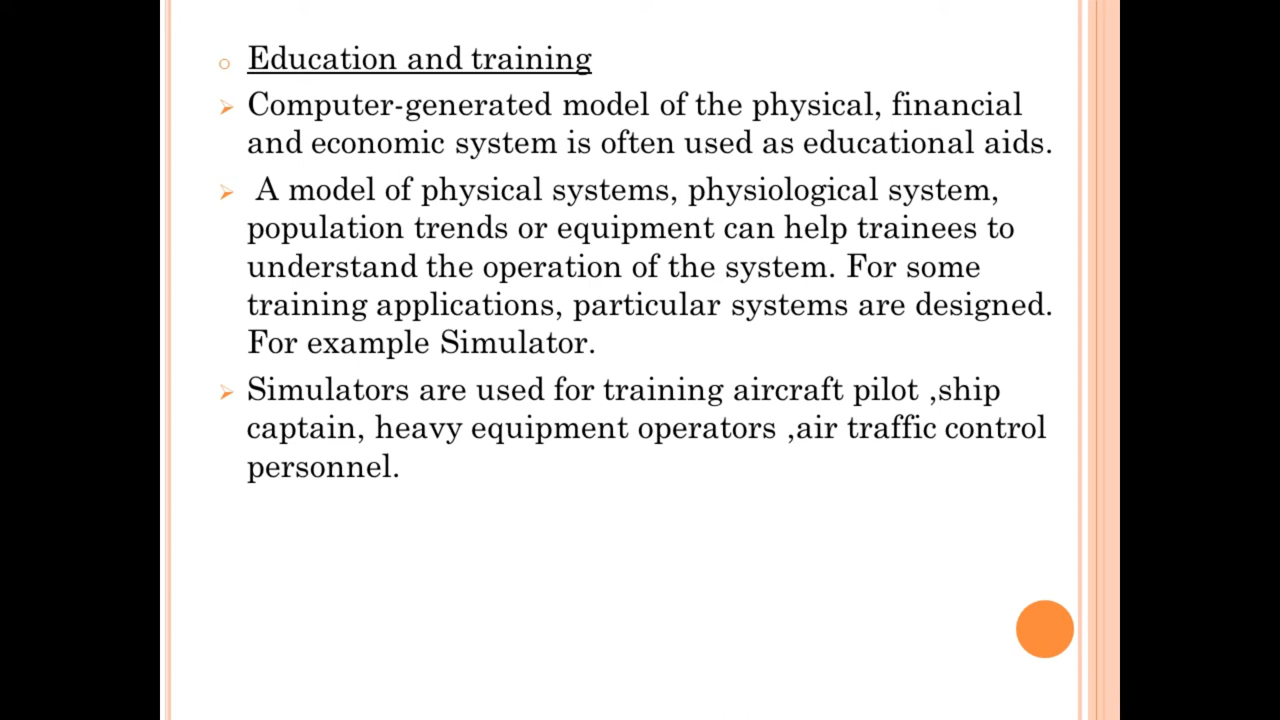 Education and training
Computer-generated model of the physical, financial
and economic system is often used as educational aids.
A model of physical systems, physiological system,
population trends or equipment can help trainees to
understand the operation of the system. For some
training applications, particular systems are designed.
For example Simulator.
Simulators are used for training aircraft pilot ,ship
captain, heavy equipment operators ,air traffic control
personnel.